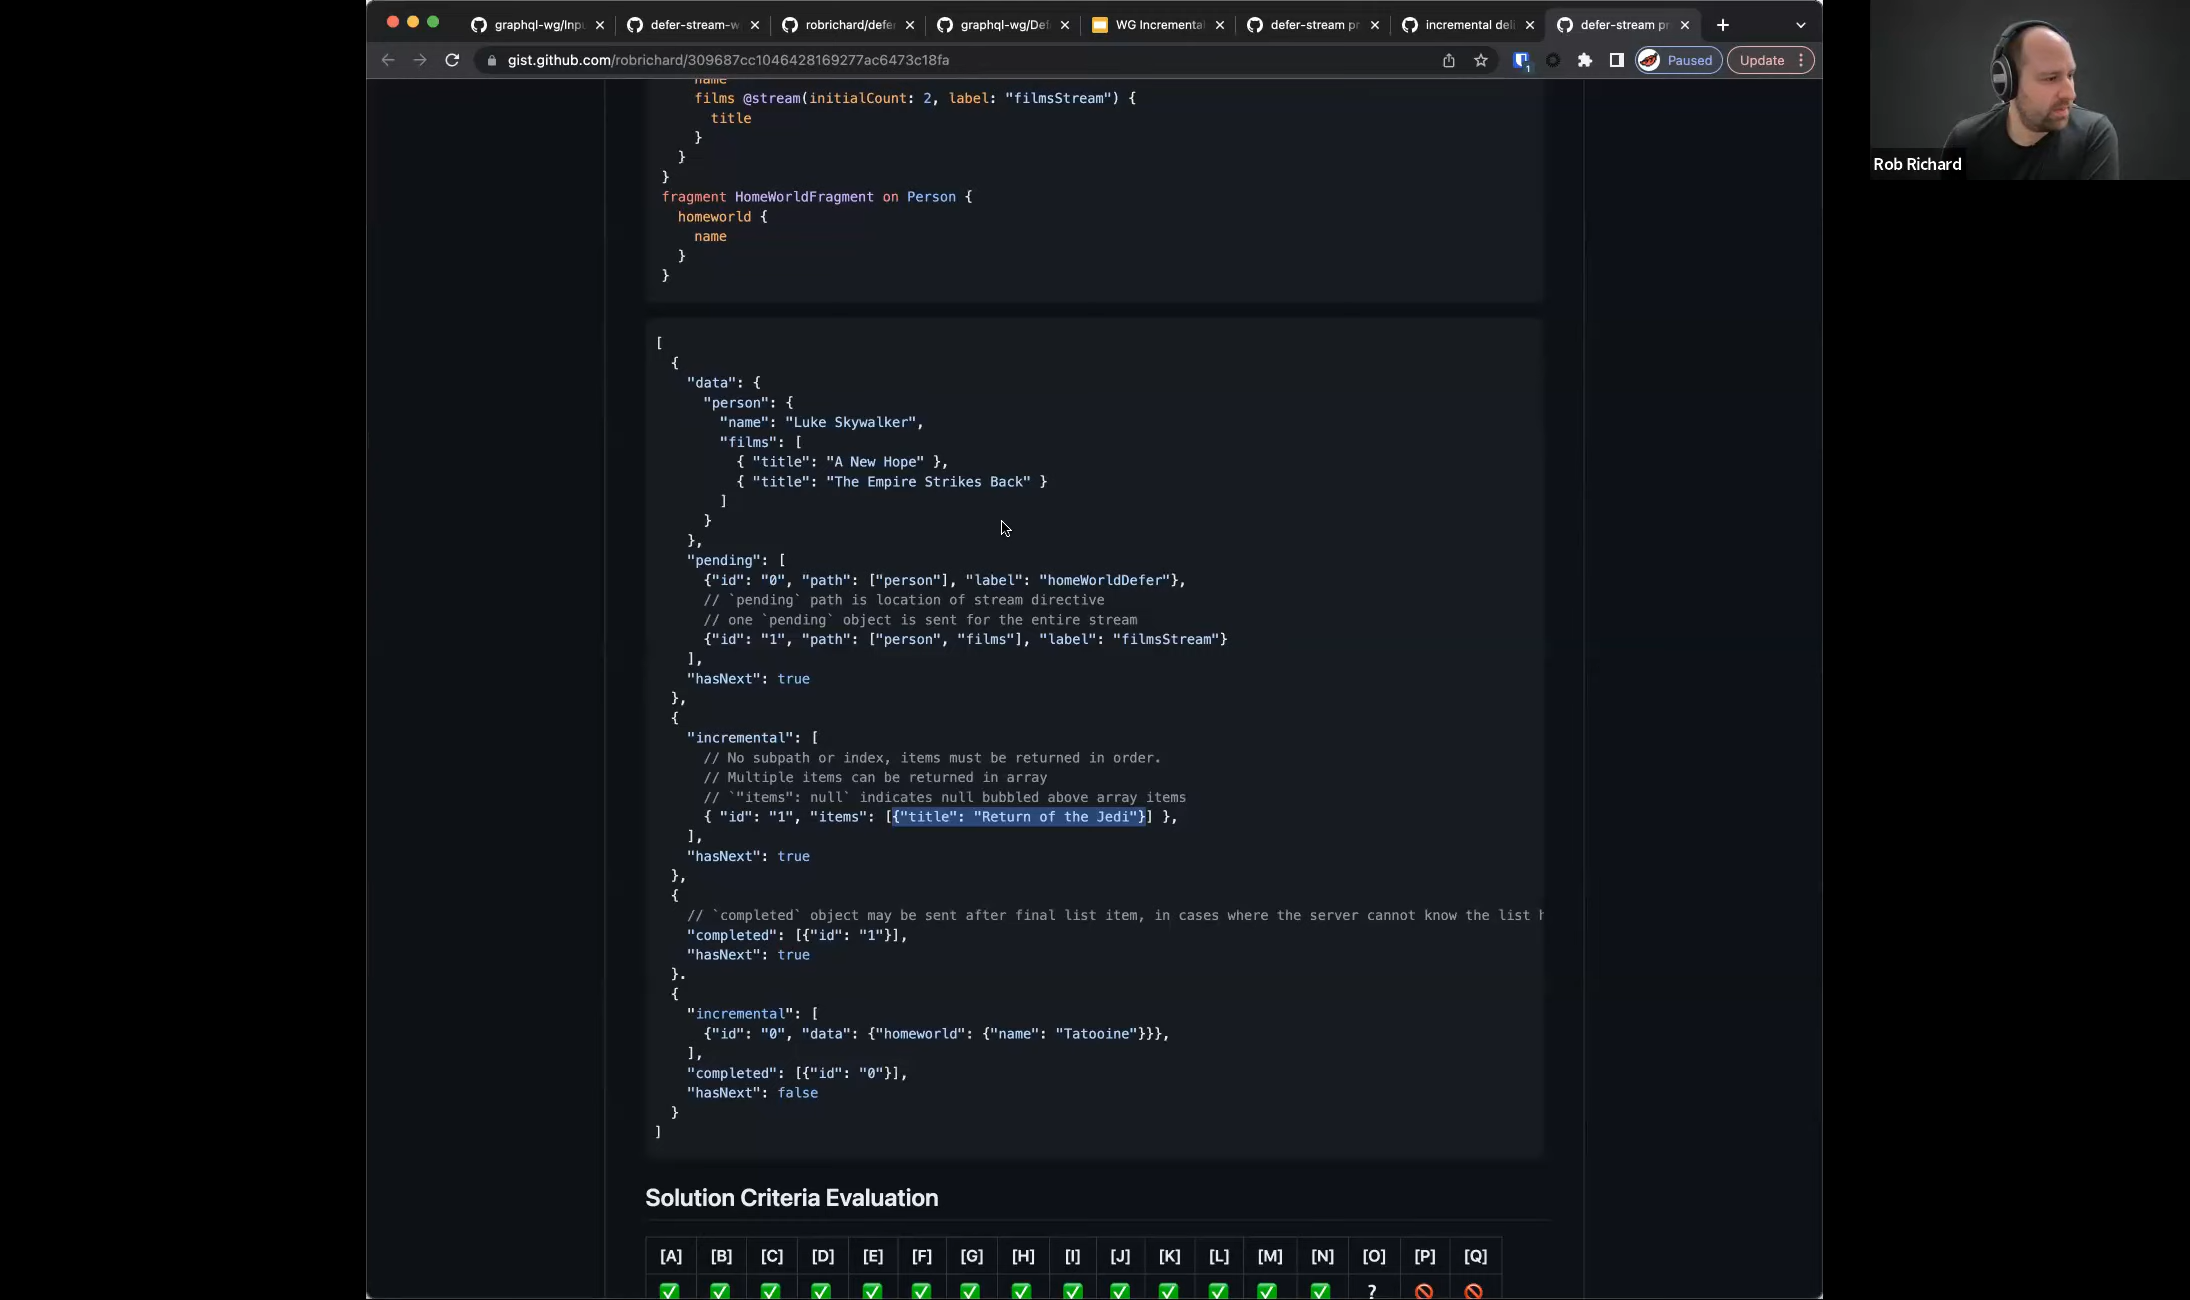 graphql-wg/Inpu
defer-stream-w
robrichard/defe
graphql-wg/Def
WG Incrementa
defer-stream pr
incremental deli
defer-stream pr
gist.github.com/robrichard/309687cc1046428169277ac6473c18fa
1
Paused
Update
Rob Richard
name
films @stream(initialCount: 2, label: "filmsStream") {
title
}
}
}
fragment HomeWorldFragment on Person {
homeworld {
name
}
}
[
{
"data": {
"person": {
"name": "Luke Skywalker",
"films": [
{ "title": "A New Hope" },
{ "title": "The Empire Strikes Back" }
]
}
},
"pending": [
{"id": "0", "path": ["person"], "label": "homeWorldDefer"},
// `pending` path is location of stream directive
// one `pending` object is sent for the entire stream
{"id": "1", "path": ["person", "films"], "label": "filmsStream"}
],
"hasNext": true
},
{
"incremental": [
// No subpath or index, items must be returned in order.
// Multiple items can be returned in array
// `"items": null` indicates null bubbled above array items
{ "id": "1", "items": [{"title": "Return of the Jedi"}] },
],
"hasNext": true
},
{
// `completed` object may be sent after final list item, in cases where the server cannot know the list h
"completed": [{"id": "1"}],
"hasNext": true
}.
{
"incremental": [
{"id": "0", "data": {"homeworld": {"name": "Tatooine"}}},
],
"completed": [{"id": "0"}],
"hasNext": false
}
]
Solution Criteria Evaluation
[A] [B] [C] [D] [E] [F] [G] [H] [I] [J] [K] [L] [M] [N] [O] [P] [Q]
✅ ✅ ✅ ✅ ✅ ✅ ✅ ✅ ✅ ✅ ✅ ✅ ✅ ✅ ? 🚫 🚫